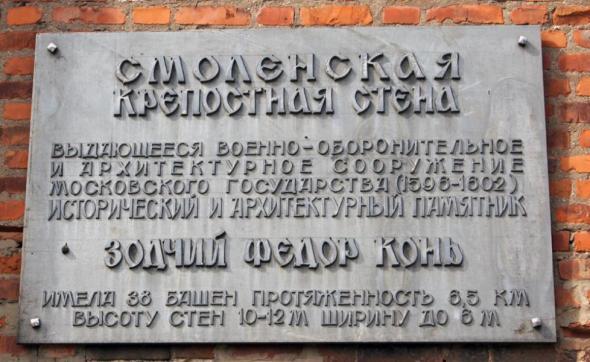 СМОЛЕНСКАЯ
КРЕПОСТНАЯ СТЕНА
ВЫДАЮЩЕЕСЯ ВОЕННО-ОБОРОНИТЕЛЬНОЕ
И АРХИТЕКТУРНОЕ СООРУЖЕНИЕ
МОСКОВСКОГО ГОСУДАРСТВА (1596-1602)
ИСТОРИЧЕСКИЙ И АРХИТЕКТУРНЫЙ ПАМЯТНИК
ЗОДЧИЙ ФЕДОР КОНЬ
ИМЕЛА 38 БАШЕН ПРОТЯЖЕННОСТЬ 6,5 КМ
ВЫСОТУ СТЕН 10-12 М ШИРИНУ ДО 6 М